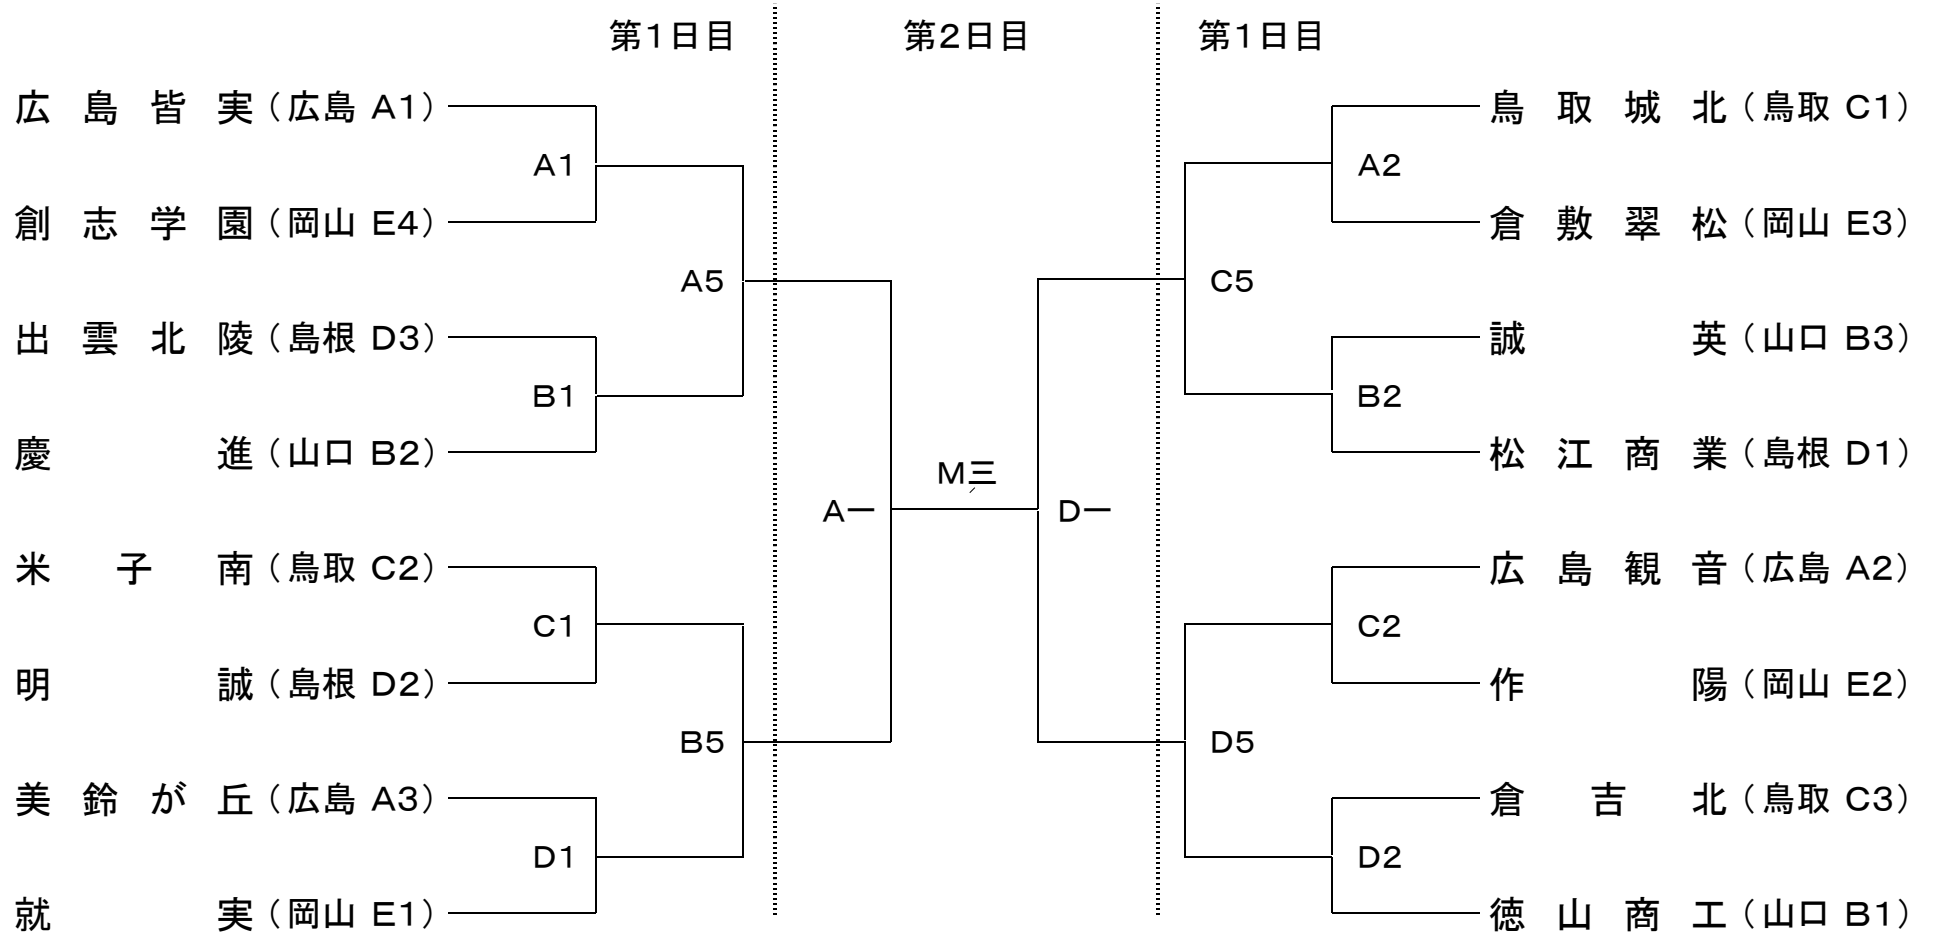 第1日目 第2日目 第1日目
広島皆実(広島 A1) 鳥取城北(鳥取 C1)
A1 A2
創志学園(岡山 E4) 倉敷翠松(岡山 E3)
A5 C5
出雲北陵(島根 D3) 誠英(山口 B3)
B1 B2
慶進(山口 B2) 松江商業(島根 D1)
M三
A一 D一
米子南(鳥取 C2) 広島観音(広島 A2)
C1 C2
明誠(島根 D2) 作陽(岡山 E2)
B5 D5
美鈴が丘(広島 A3) 倉吉北(鳥取 C3)
D1 D2
就実(岡山 E1) 徳山商工(山口 B1)